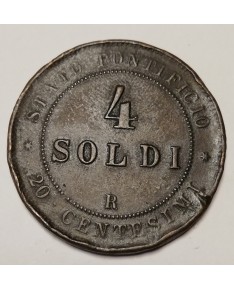 STATO PONTIFICIO
4
SOLDI
R
* 20 CENTESIMI *